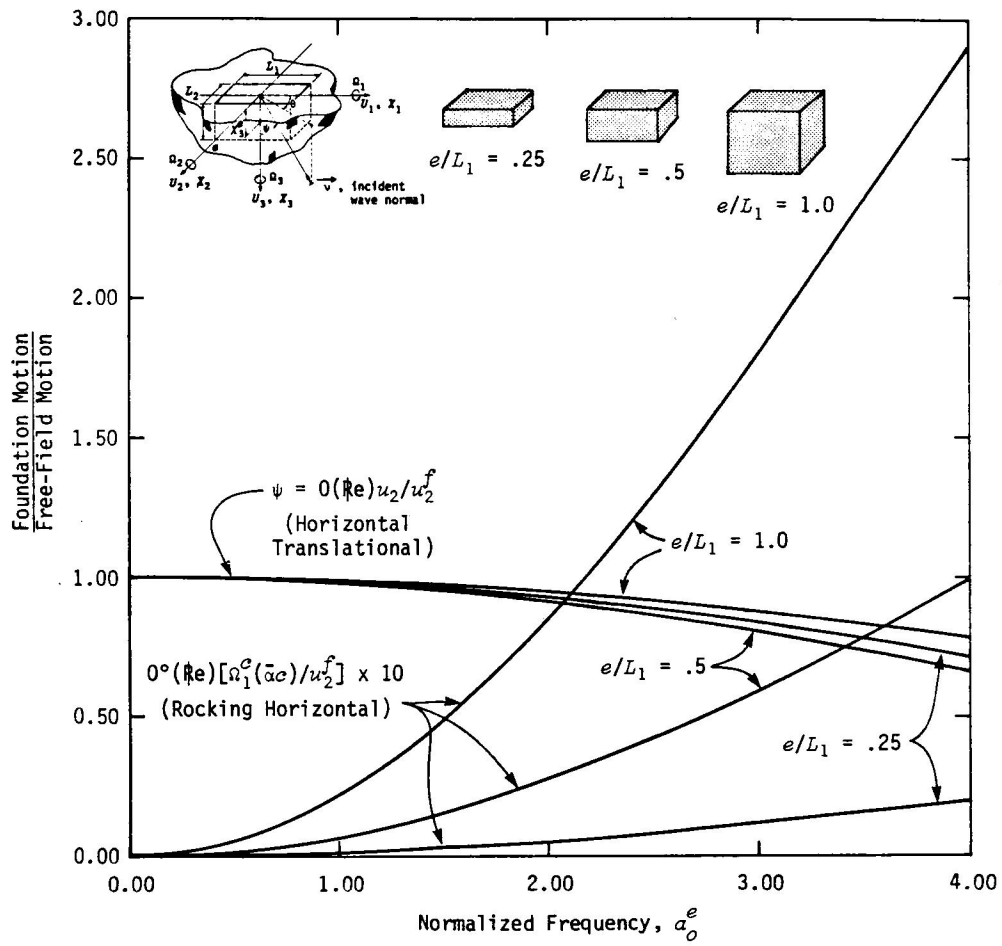 3.00
2.50
2.00
1.50
1.00
0.50
0.00
Foundation Motion
Free-Field Motion
L₁
L₂
Ω₁
U₁, X₁
θ
ψ
X₃
Ω₂
U₂, X₂
Ω₃
U₃, X₃
ν, incident
wave normal
e/L₁ = .25
e/L₁ = .5
e/L₁ = 1.0
ψ = 0(Re)u₂/u₂ᶠ
(Horizontal
Translational)
e/L₁ = 1.0
0°(Re)[Ω₁ᶜ(ᾱc)/u₂ᶠ] x 10
(Rocking Horizontal)
e/L₁ = .5
e/L₁ = .25
0.00 1.00 2.00 3.00 4.00
Normalized Frequency, aₒᵉ